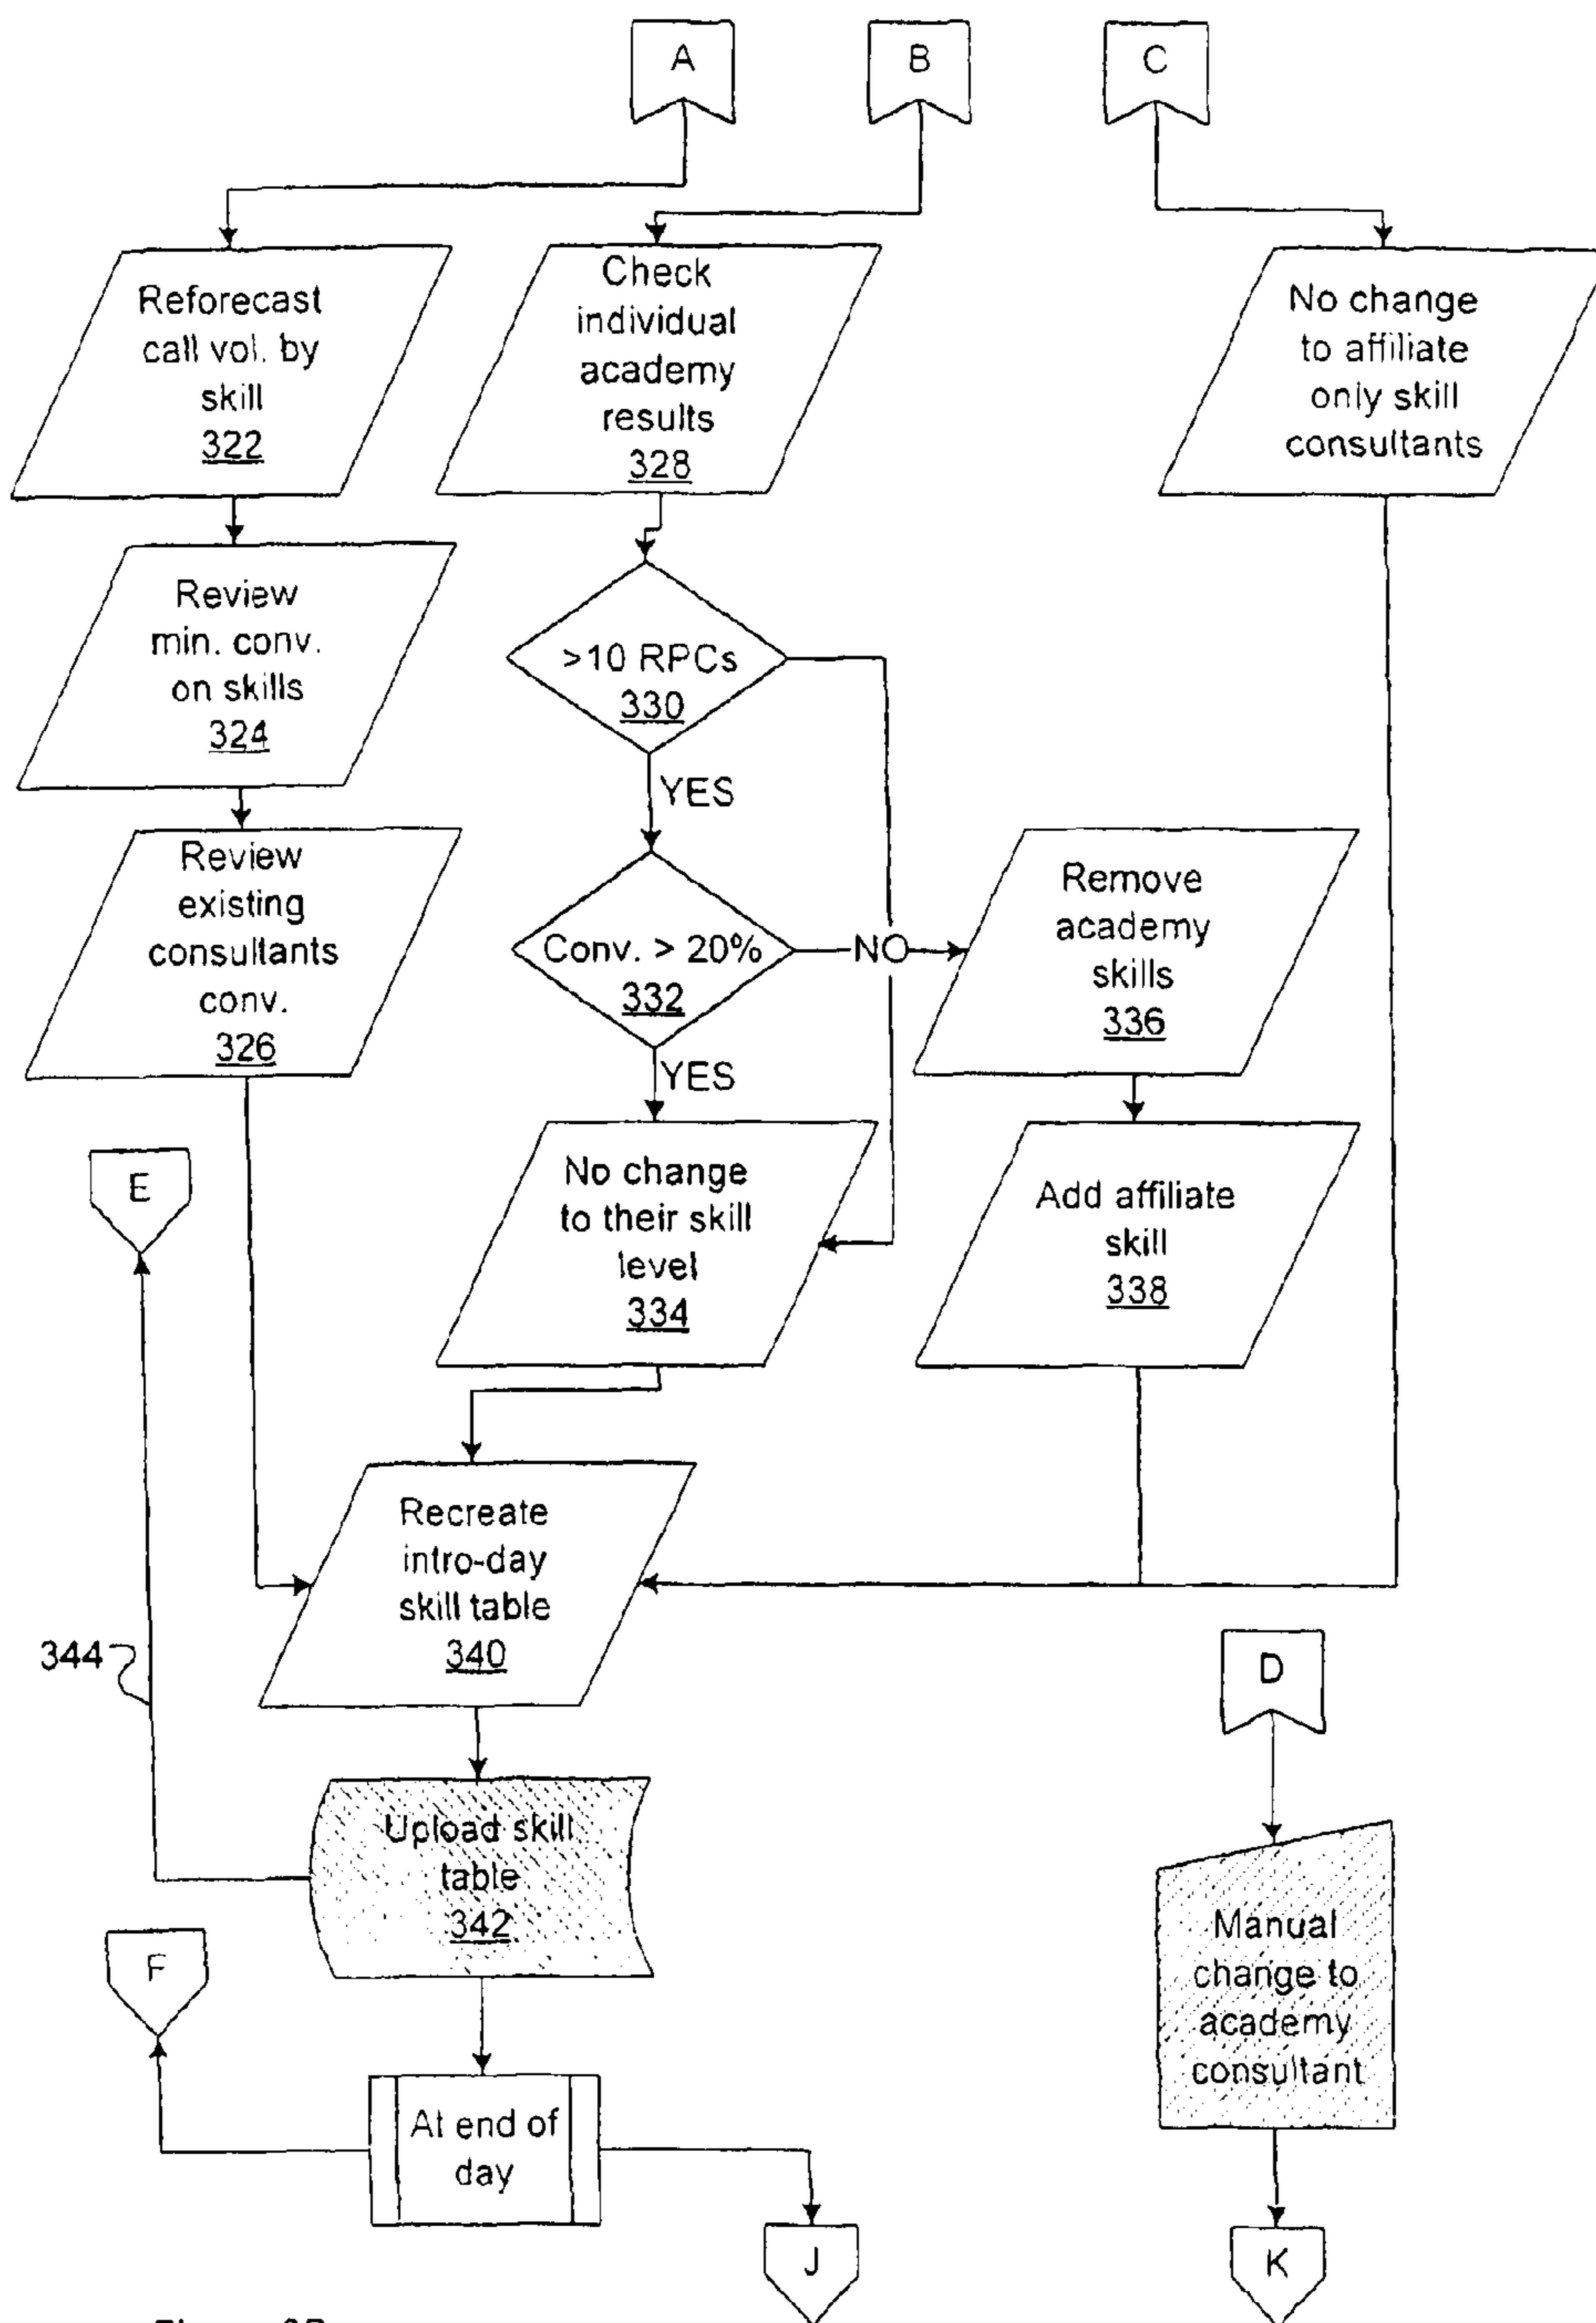 A
B
C
Reforecast
call vol. by
skill
322
Check
individual
academy
results
328
No change
to affiliate
only skill
consultants
Review
min. conv.
on skills
324
>10 RPCs
330
YES
Review
existing
consultants
conv.
326
Conv. > 20%
332
NO
Remove
academy
skills
336
YES
E
No change
to their skill
level
334
Add affiliate
skill
338
Recreate
intro-day
skill table
340
344
D
Upload skill
table
342
Manual
change to
academy
consultant
F
At end of
day
J
K